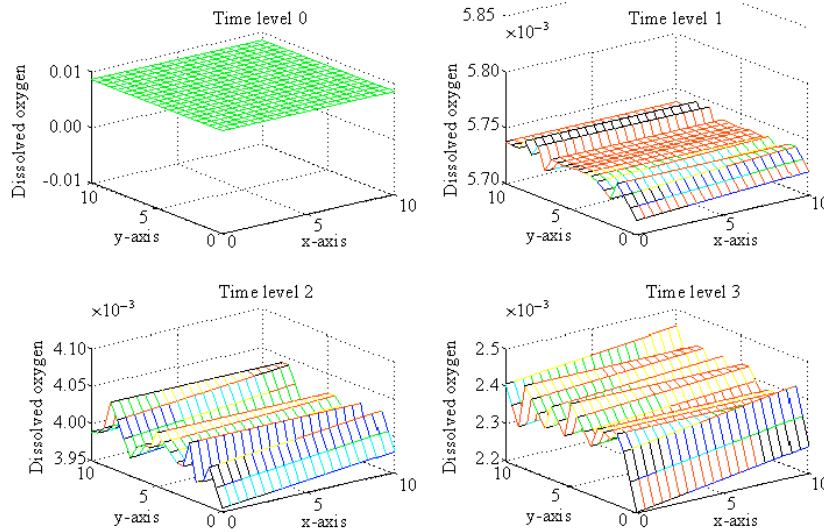 Time level 0
0.01
0.00
-0.01
Dissolved oxygen
10
5
0
y-axis
0
5
10
x-axis
Time level 1
×10⁻³
5.85
5.80
5.75
5.70
Dissolved oxygen
10
5
0
y-axis
0
5
10
x-axis
Time level 2
×10⁻³
4.10
4.05
4.00
3.95
Dissolved oxygen
10
5
0
y-axis
0
5
10
x-axis
Time level 3
×10⁻³
2.5
2.4
2.3
2.2
Dissolved oxygen
10
5
0
y-axis
0
5
10
x-axis